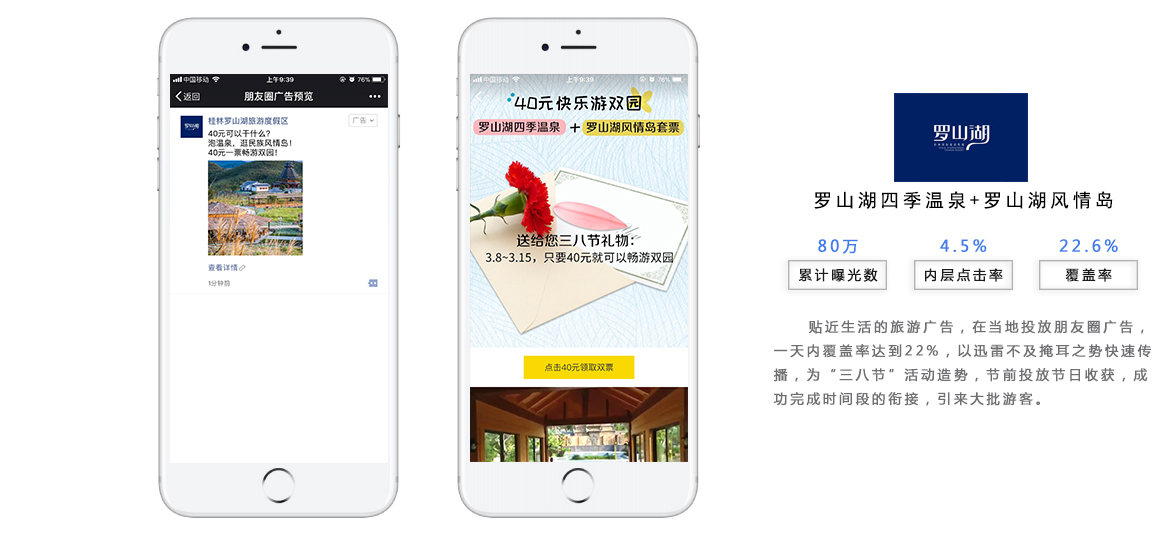 中国移动
上午9:39
76%
返回
朋友圈广告预览
桂林罗山湖旅游度假区
广告
40元可以干什么？
泡温泉，逛民族风情岛！
40元一票畅游双园！
查看详情
1分钟前
中国移动
上午9:39
76%
40元快乐游双园
罗山湖四季温泉 + 罗山湖风情岛套票
送给您三八节礼物：
3.8~3.15，只要40元就可以畅游双园
点击40元领取双票
罗山湖
罗山湖四季温泉+罗山湖风情岛
80万
4.5%
22.6%
累计曝光数
内层点击率
覆盖率
贴近生活的旅游广告，在当地投放朋友圈广告，
一天内覆盖率达到22%，以迅雷不及掩耳之势快速传
播，为“三八节”活动造势，节前投放节日收获，成
功完成时间段的衔接，引来大批游客。